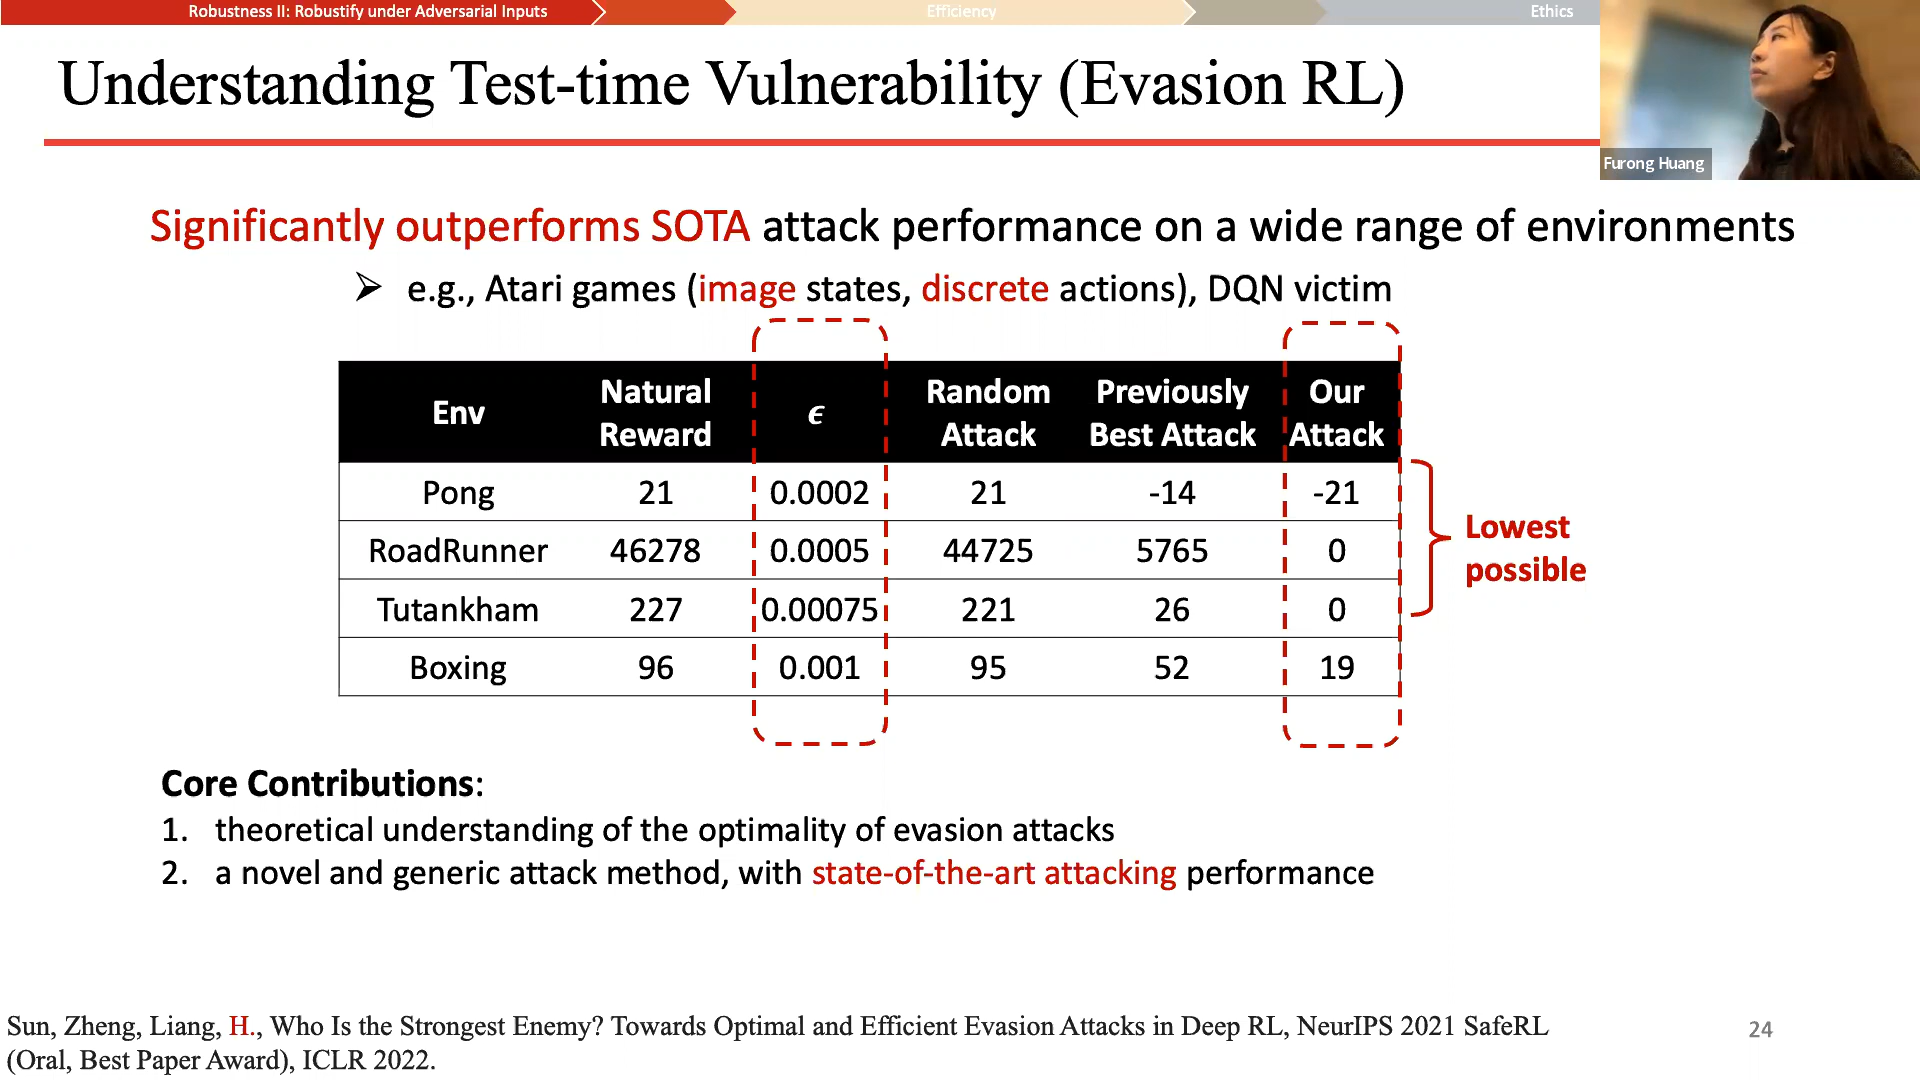 Robustness II: Robustify under Adversarial Inputs Efficiency Ethics
Understanding Test-time Vulnerability (Evasion RL)
Furong Huang
Significantly outperforms SOTA attack performance on a wide range of environments
➢ e.g., Atari games (image states, discrete actions), DQN victim
Env Natural Reward ϵ Random Attack Previously Best Attack Our Attack
Pong 21 0.0002 21 -14 -21
RoadRunner 46278 0.0005 44725 5765 0
Tutankham 227 0.00075 221 26 0
Boxing 96 0.001 95 52 19
Lowest
possible
Core Contributions:
1. theoretical understanding of the optimality of evasion attacks
2. a novel and generic attack method, with state-of-the-art attacking performance
Sun, Zheng, Liang, H., Who Is the Strongest Enemy? Towards Optimal and Efficient Evasion Attacks in Deep RL, NeurIPS 2021 SafeRL
(Oral, Best Paper Award), ICLR 2022.
24